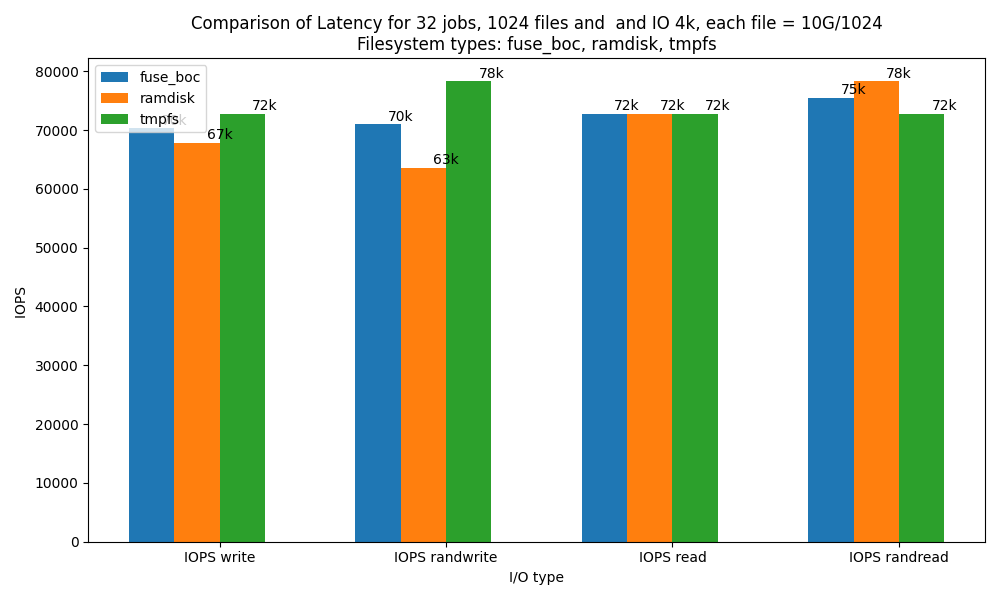 Comparison of Latency for 32 jobs, 1024 files and  and IO 4k, each file = 10G/1024
Filesystem types: fuse_boc, ramdisk, tmpfs
IOPS
80000
70000
60000
50000
40000
30000
20000
10000
0
fuse_boc
ramdisk
tmpfs
67k
72k
70k
63k
78k
72k
72k
72k
75k
78k
72k
IOPS write
IOPS randwrite
IOPS read
IOPS randread
I/O type